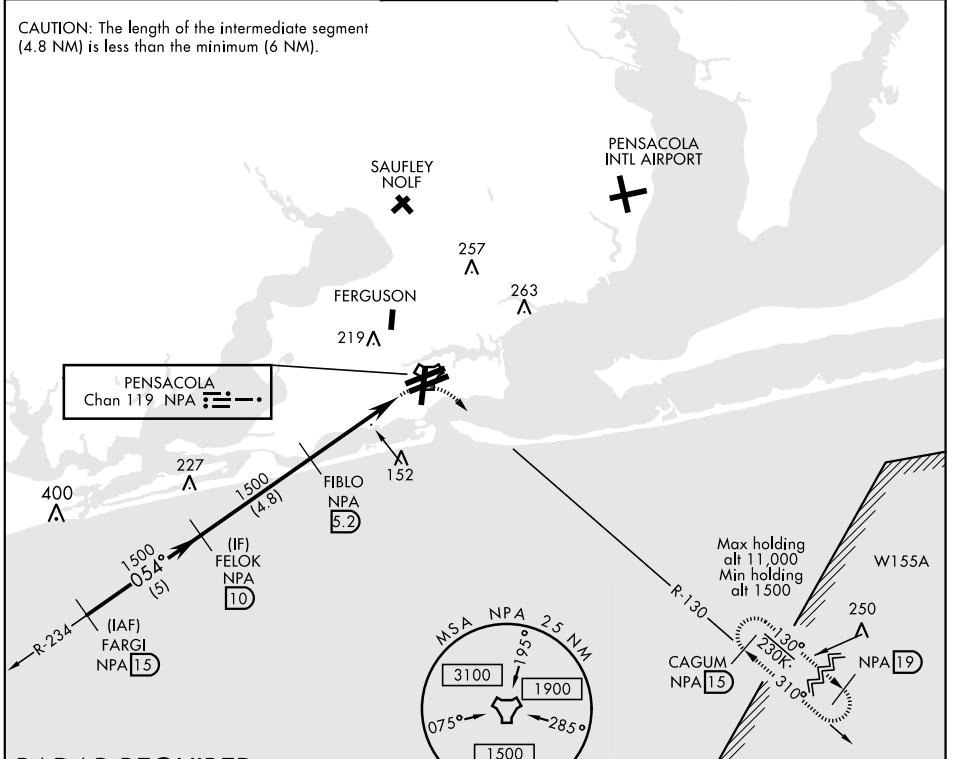 CAUTION: The length of the intermediate segment
(4.8 NM) is less than the minimum (6 NM).
PENSACOLA
INTL AIRPORT
SAUFLEY
NOLF
257
263
FERGUSON
219
PENSACOLA
Chan 119 NPA
152
227
400
FIBLO
NPA
5.2
1500
(4.8)
(IF)
FELOK
NPA
10
1500
054°
(5)
(IAF)
FARGI
NPA 15
R-234
Max holding
alt 11,000
Min holding
alt 1500
W155A
R-130
250
130°
230K
310°
CAGUM
NPA 15
NPA 19
MSA NPA 25 NM
195°
3100
1900
075°
285°
1500
RADAR REQUIRED